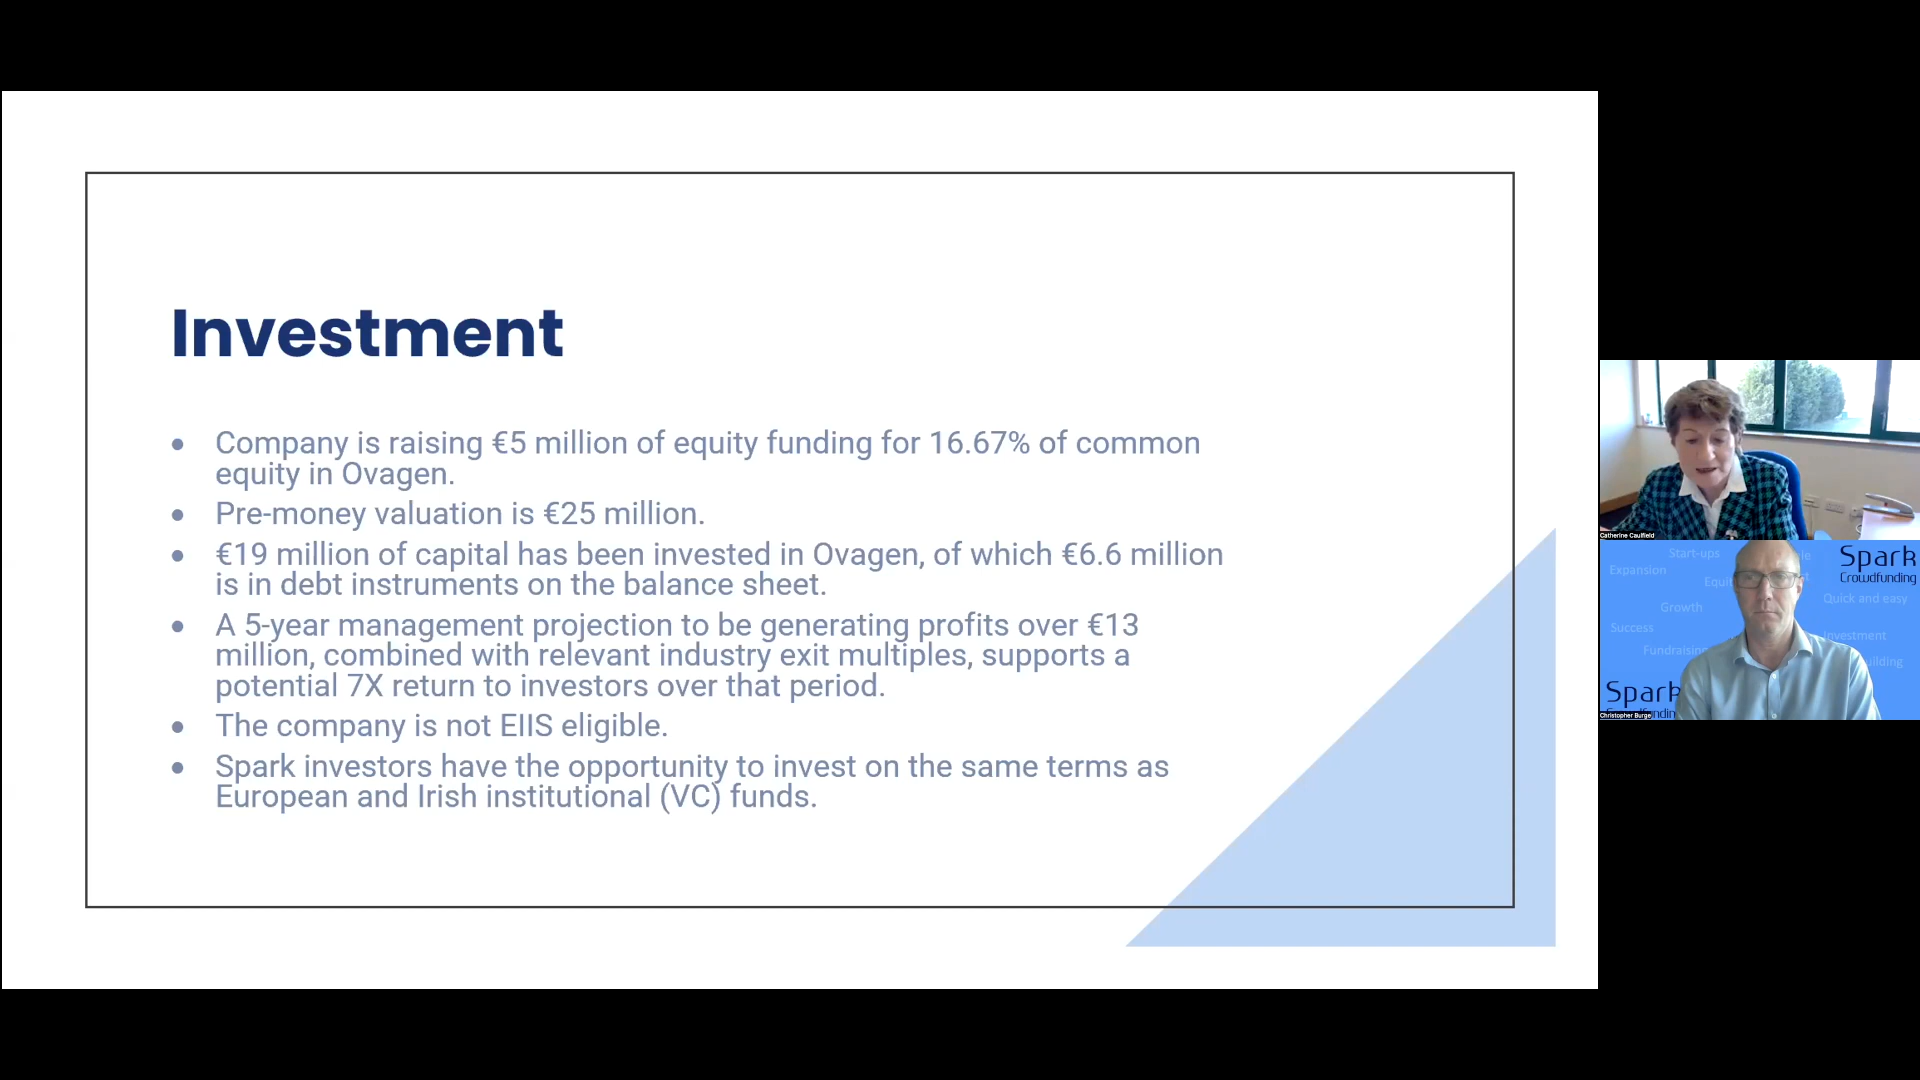 Investment
Company is raising €5 million of equity funding for 16.67% of common
equity in Ovagen.
Pre-money valuation is €25 million.
€19 million of capital has been invested in Ovagen, of which €6.6 million
is in debt instruments on the balance sheet.
A 5-year management projection to be generating profits over €13
million, combined with relevant industry exit multiples, supports a
potential 7X return to investors over that period.
The company is not EIIS eligible.
Spark investors have the opportunity to invest on the same terms as
European and Irish institutional (VC) funds.
Catherine Caulfield
Start-ups
Expansion
Growth
Success
Spark
Crowdfunding
Quick and easy
Investment
Spark
Christopher Burge